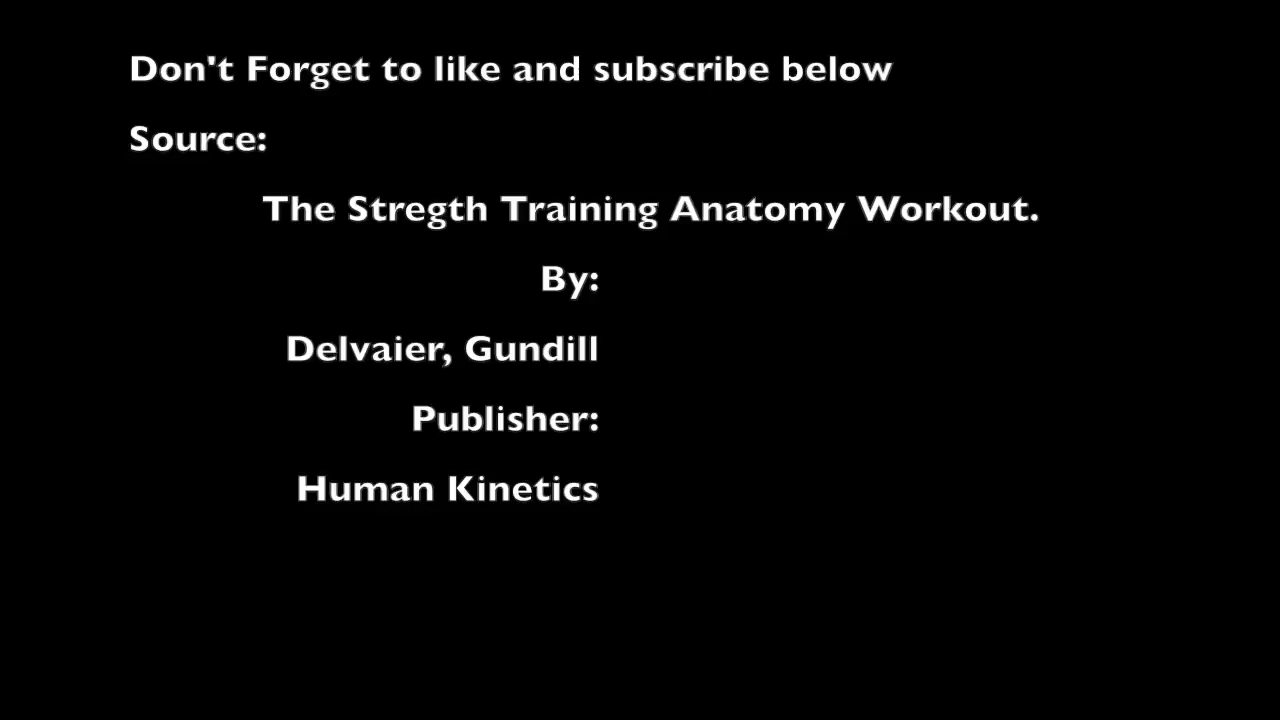 Don't Forget to like and subscribe below
Source:
The Stregth Training Anatomy Workout.
By:
Delvaier, Gundill
Publisher:
Human Kinetics